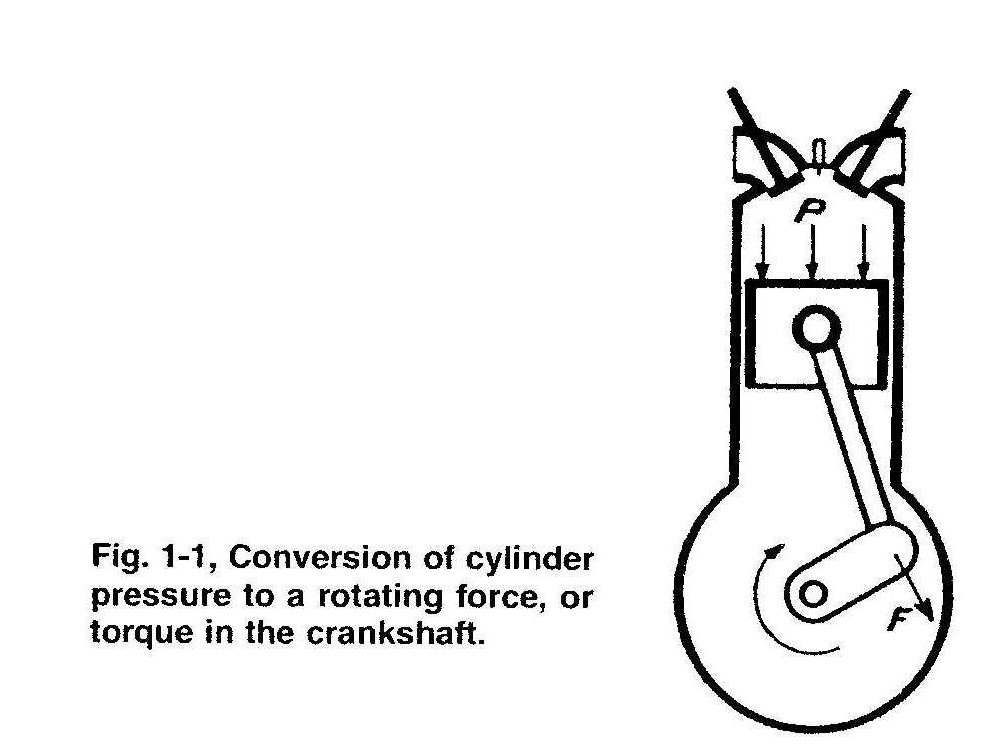 P
F
Fig. 1-1, Conversion of cylinder
pressure to a rotating force, or
torque in the crankshaft.